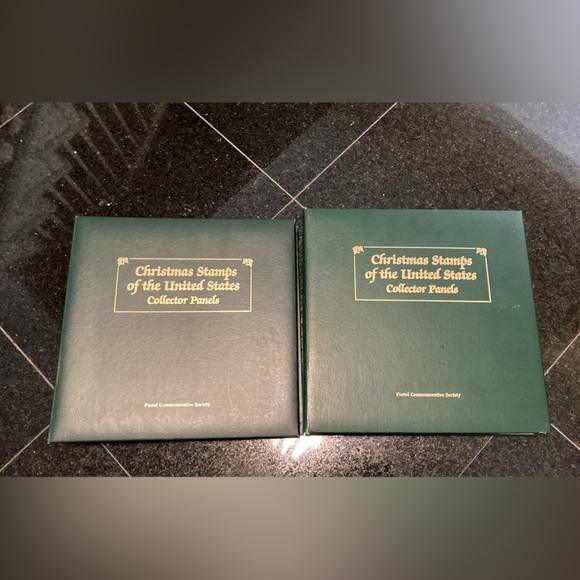 Christmas Stamps
of the United States
Collector Panels
Postal Commemorative Society
Christmas Stamps
of the United States
Collector Panels
Postal Commemorative Society